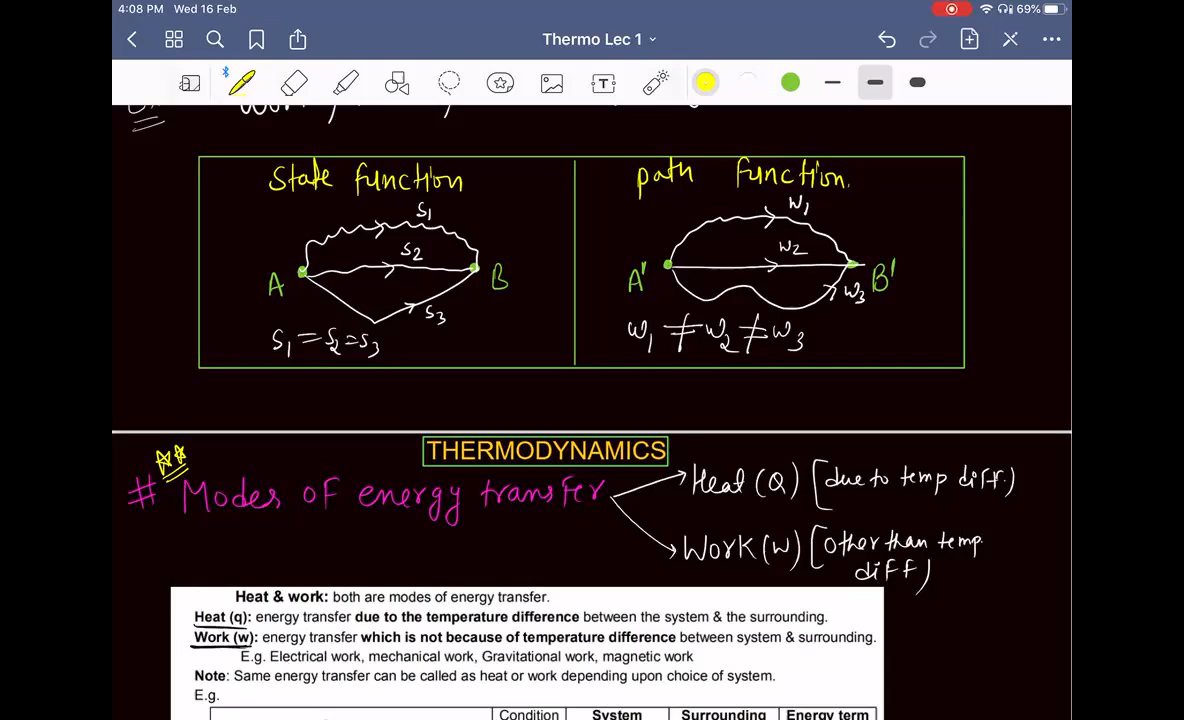 4:08 PM Wed 16 Feb
69%
Thermo Lec 1
T
State function
path function.
S1
S2
S3
A
B
S1 = S2 = S3
W1
W2
W3
A'
B'
W1 ≠ W2 ≠ W3
THERMODYNAMICS
# Modes of energy transfer
Heat (Q) [due to temp diff.)
Work (W) [other than temp.
diff)
Heat & work: both are modes of energy transfer.
Heat (q): energy transfer due to the temperature difference between the system & the surrounding.
Work (w): energy transfer which is not because of temperature difference between system & surrounding.
E.g. Electrical work, mechanical work, Gravitational work, magnetic work
Note: Same energy transfer can be called as heat or work depending upon choice of system.
E.g.
Condition System Surrounding Energy term